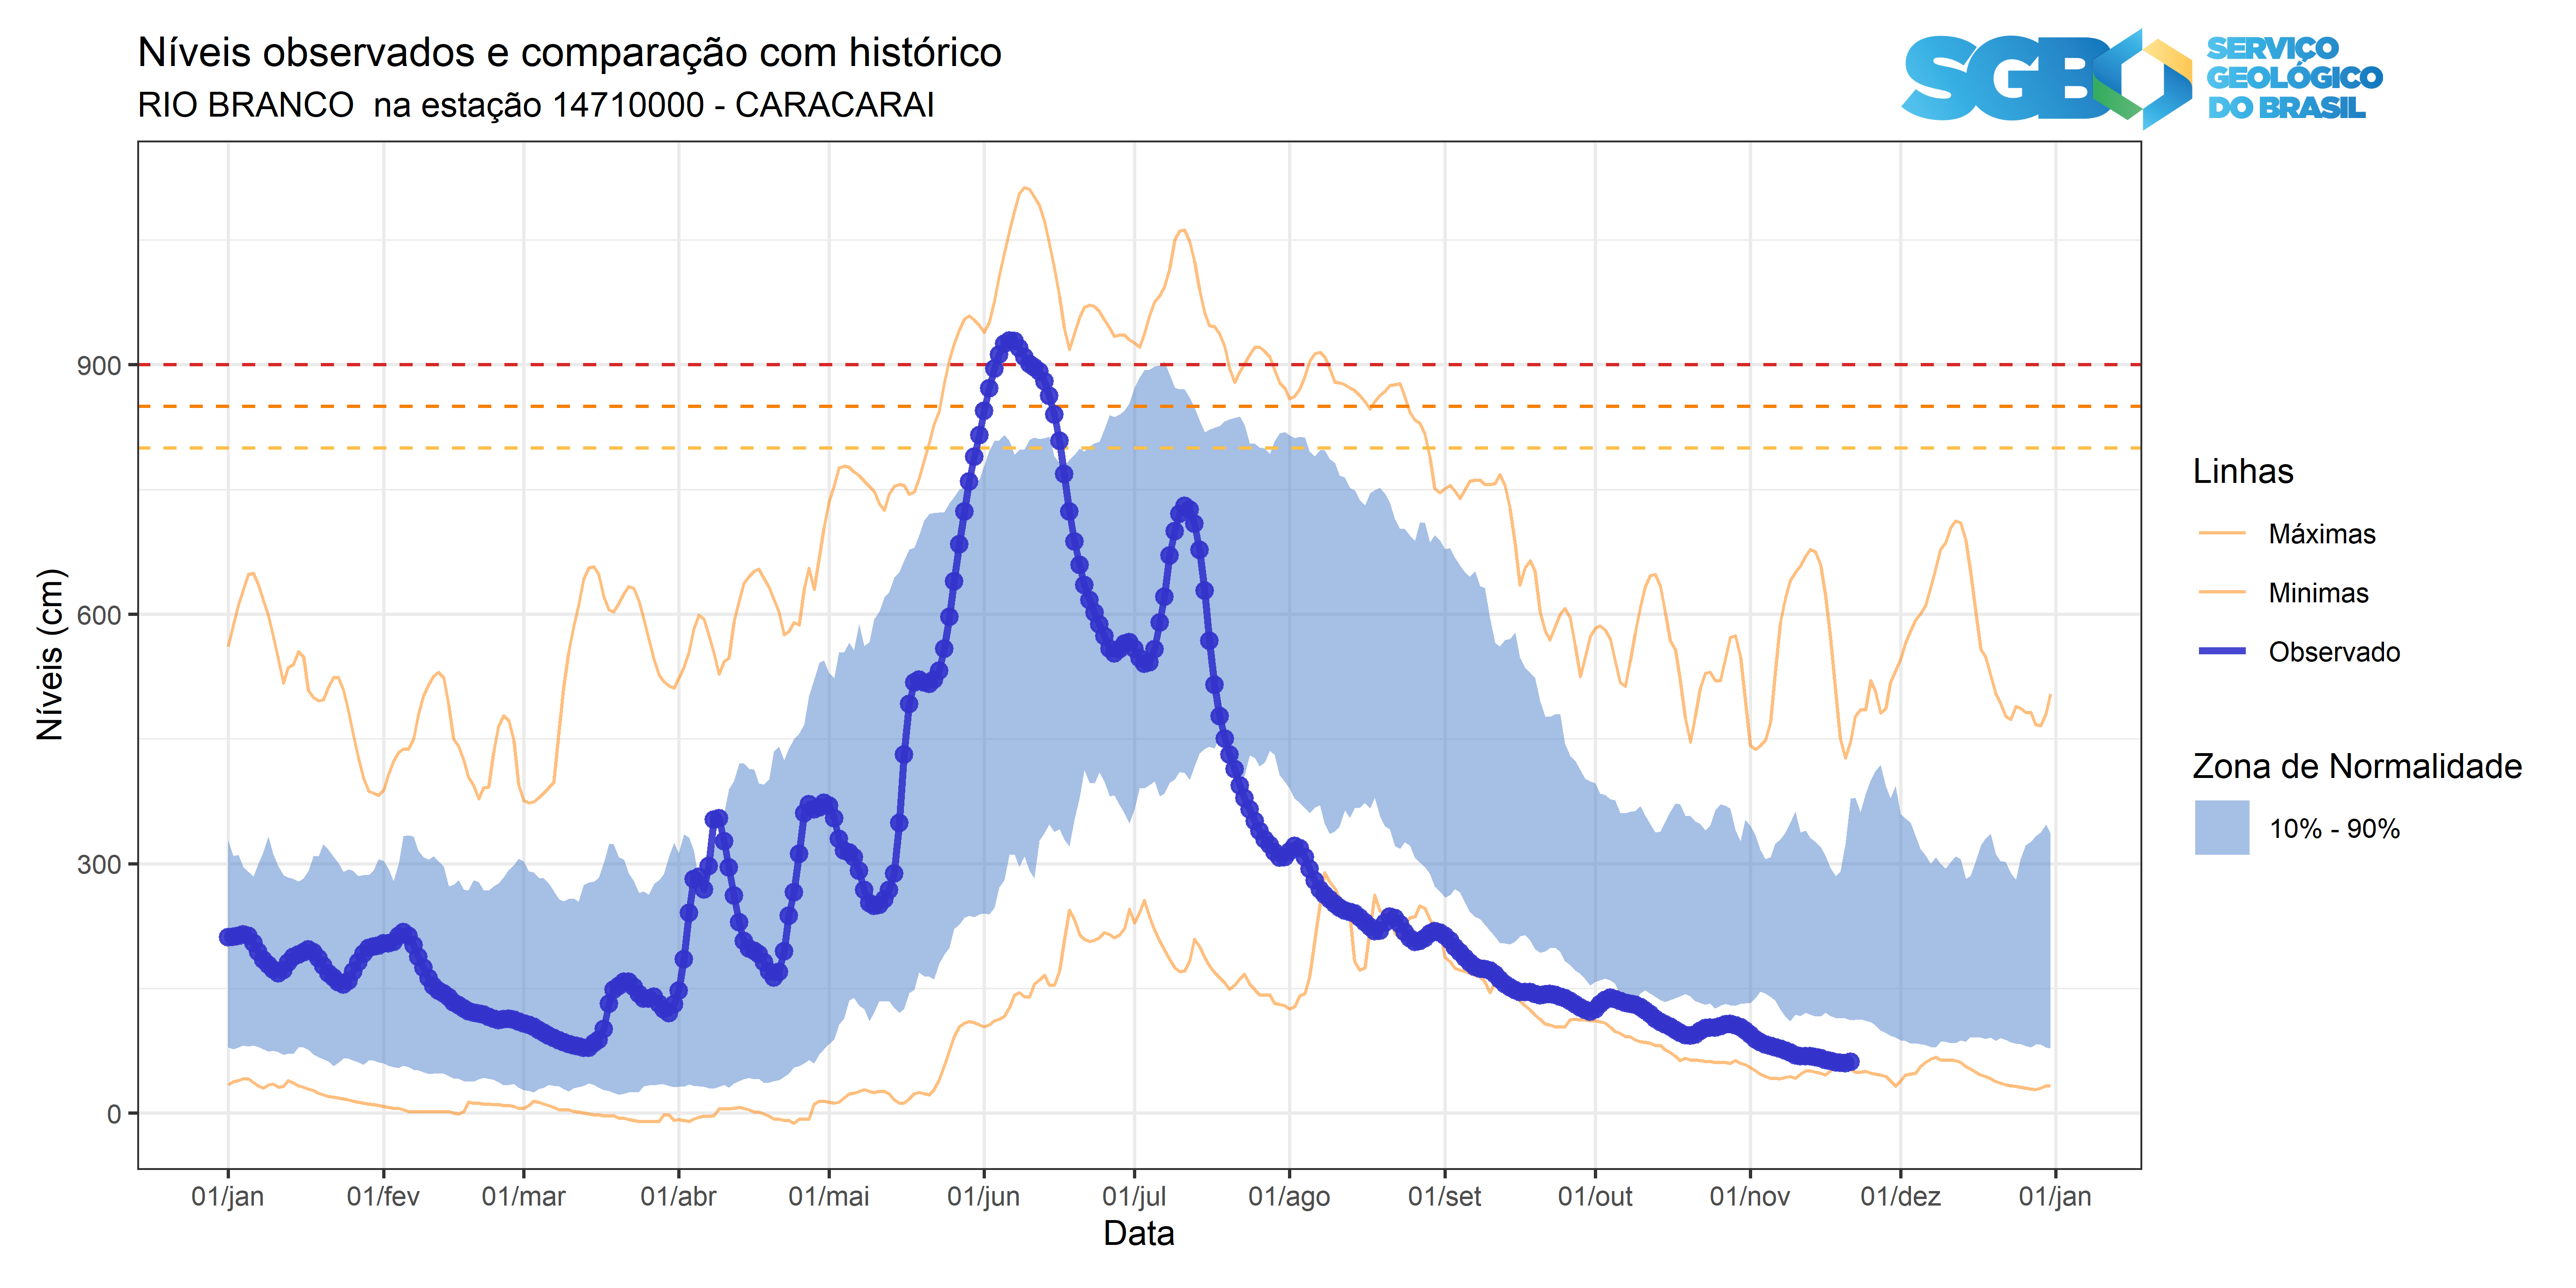 Níveis observados e comparação com histórico
RIO BRANCO  na estação 14710000 - CARACARAI
SGB
SERVIÇO
GEOLÓGICO
DO BRASIL
Níveis (cm)
900
600
300
0
01/jan
01/fev
01/mar
01/abr
01/mai
01/jun
01/jul
01/ago
01/set
01/out
01/nov
01/dez
01/jan
Data
Linhas
Máximas
Minimas
Observado
Zona de Normalidade
10% - 90%